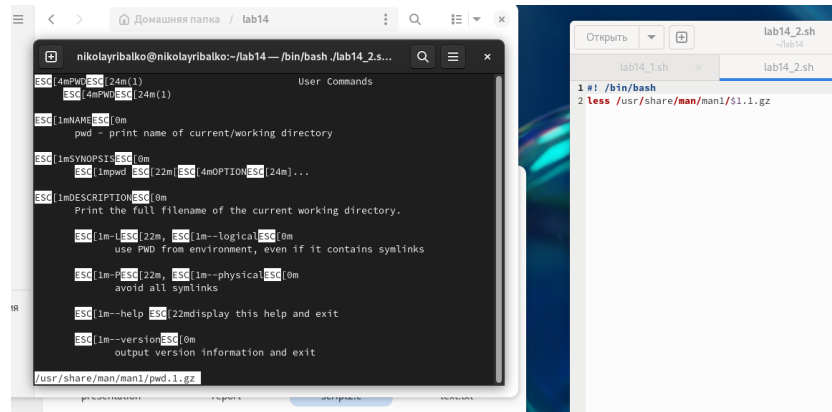 Домашняя папка / lab14
nikolayribalko@nikolayribalko:~/lab14 — /bin/bash ./lab14_2.s...
ESC[4mPWDESC[24m(1) User Commands
ESC[4mPWDESC[24m(1)
ESC[1mNAMEESC[0m
pwd - print name of current/working directory
ESC[1mSYNOPSISESC[0m
ESC[1mpwd ESC[22m[ESC[4mOPTIONESC[24m]...
ESC[1mDESCRIPTIONESC[0m
Print the full filename of the current working directory.
ESC[1m-LESC[22m, ESC[1m--logicalESC[0m
use PWD from environment, even if it contains symlinks
ESC[1m-PESC[22m, ESC[1m--physicalESC[0m
avoid all symlinks
ESC[1m--help ESC[22mdisplay this help and exit
ESC[1m--versionESC[0m
output version information and exit
/usr/share/man/man1/pwd.1.gz
presentation report script2.c text.txt
Открыть
lab14_2.sh
~/lab14
lab14_1.sh × lab14_2.sh
1 #! /bin/bash
2 less /usr/share/man/man1/$1.1.gz